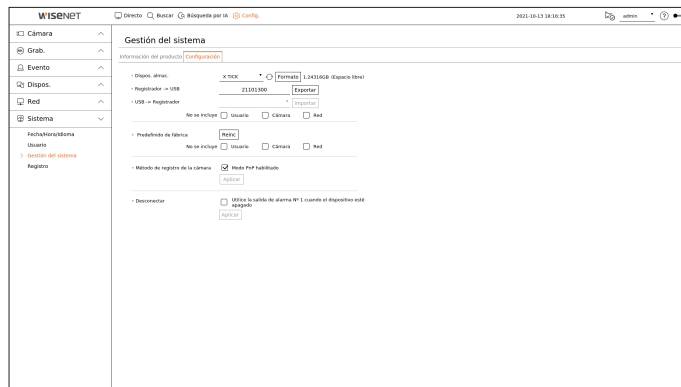 WISENET
Directo Buscar Búsqueda por IA Config. 2021-10-13 18:16:35 admin
Cámara
Grab.
Evento
Dispos.
Red
Sistema
Fecha/Hora/Idioma
Usuario
Gestión del sistema
Registro
Gestión del sistema
Información del producto Configuración
Dispos. almac. X TICK Formato 1.24316GB (Espacio libre)
Registrador -> USB 21101300 Exportar
USB -> Registrador Importar
No se incluye Usuario Cámara Red
Predefinido de fábrica Reinc
No se incluye Usuario Cámara Red
Método de registro de la cámara Modo PnP habilitado
Aplicar
Desconectar Utilice la salida de alarma Nº 1 cuando el dispositivo esté
apagado
Aplicar